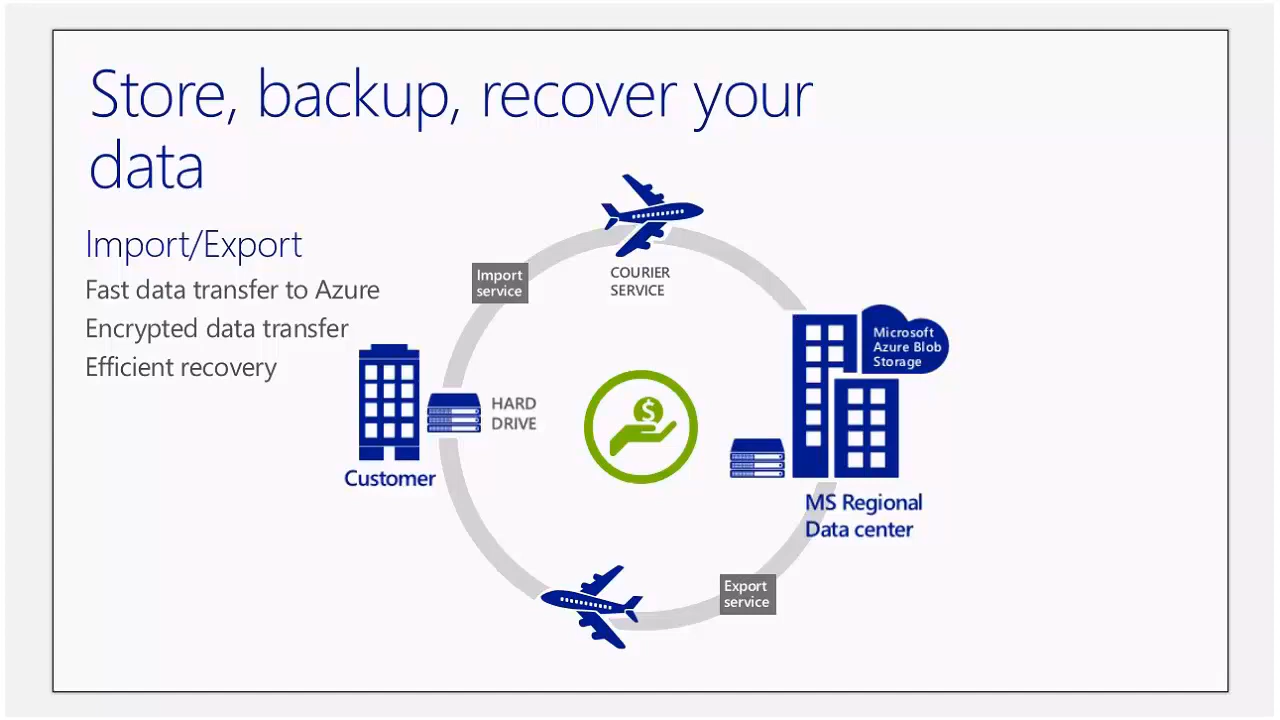 Store, backup, recover your
data
Import/Export
Fast data transfer to Azure
Encrypted data transfer
Efficient recovery
Import
service
COURIER
SERVICE
Microsoft
Azure Blob
Storage
HARD
DRIVE
$
Customer
MS Regional
Data center
Export
service